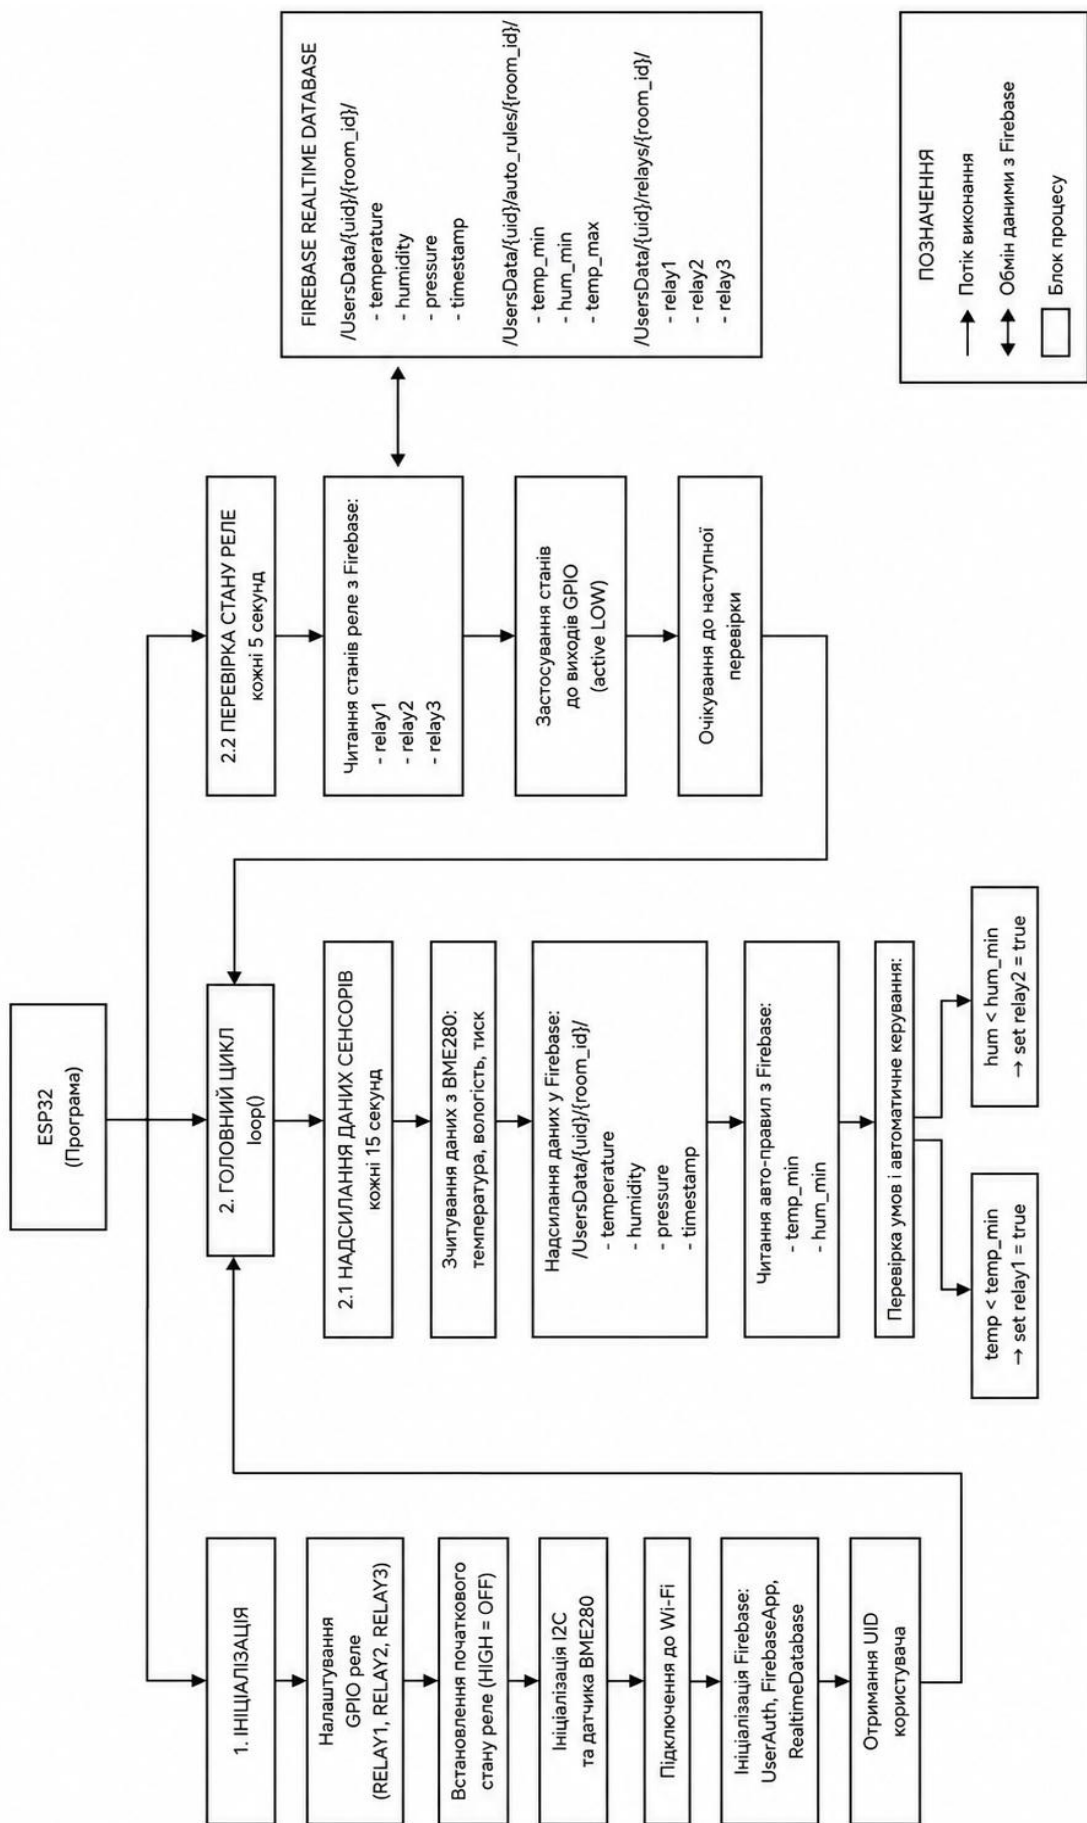 ESP32
(Програма)
1. ІНІЦІАЛІЗАЦІЯ
Налаштування
GPIO реле
(RELAY1, RELAY2, RELAY3)
Встановлення початкового
стану реле (HIGH = OFF)
Ініціалізація I2C
та датчика BME280
Підключення до Wi-Fi
Ініціалізація Firebase:
UserAuth, FirebaseApp,
RealtimeDatabase
Отримання UID
користувача
2. ГОЛОВНИЙ ЦИКЛ
loop()
2.1 НАДСИЛАННЯ ДАНИХ СЕНСОРІВ
кожні 15 секунд
Зчитування даних з BME280:
температура, вологість, тиск
Надсилання даних у Firebase:
/UsersData/{uid}/{room_id}/
- temperature
- humidity
- pressure
- timestamp
Читання авто-правил з Firebase:
- temp_min
- hum_min
Перевірка умов і автоматичне керування:
temp < temp_min
→ set relay1 = true
hum < hum_min
→ set relay2 = true
2.2 ПЕРЕВІРКА СТАНУ РЕЛЕ
кожні 5 секунд
Читання станів реле з Firebase:
- relay1
- relay2
- relay3
Застосування станів
до виходів GPIO
(active LOW)
Очікування до наступної
перевірки
FIREBASE REALTIME DATABASE
/UsersData/{uid}/{room_id}/
- temperature
- humidity
- pressure
- timestamp
/UsersData/{uid}/auto_rules/{room_id}/
- temp_min
- hum_min
- temp_max
/UsersData/{uid}/relays/{room_id}/
- relay1
- relay2
- relay3
ПОЗНАЧЕННЯ
Потік виконання
Обмін даними з Firebase
Блок процесу